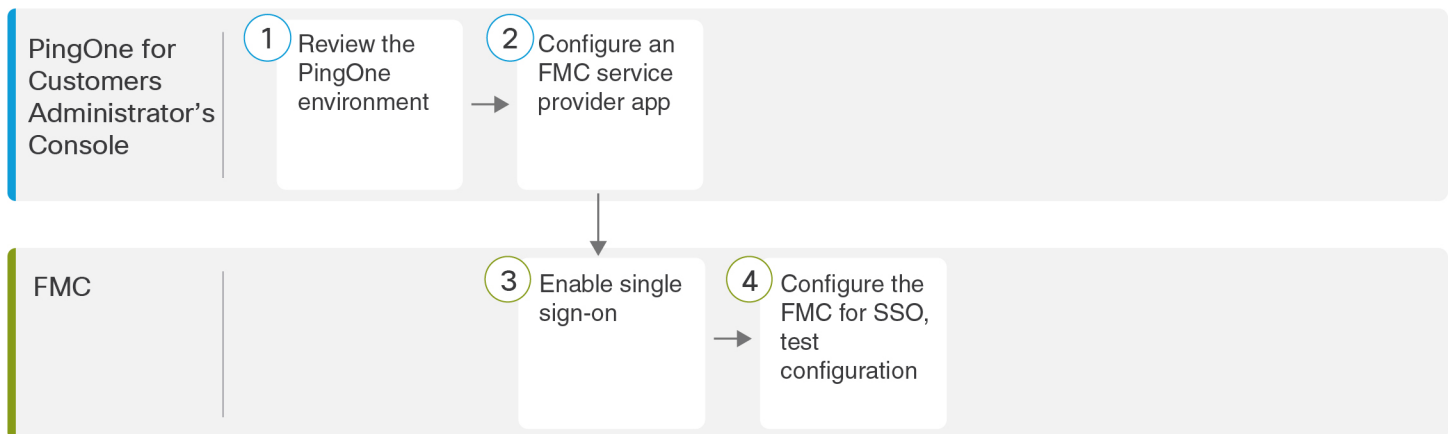 PingOne for
Customers
Administrator's
Console
1
Review the
PingOne
environment
2
Configure an
FMC service
provider app
FMC
3
Enable single
sign-on
4
Configure the
FMC for SSO,
test
configuration